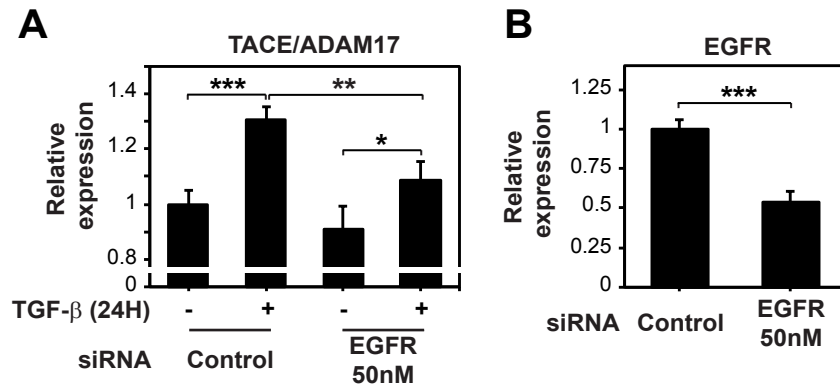 A
TACE/ADAM17
Relative
expression
1.4
1.2
1
0.8
0
***
**
*
TGF-β (24H) - + - +
siRNA Control EGFR
50nM
B
EGFR
Relative
expression
1.25
1
0.75
0.5
0.25
0
***
siRNA Control EGFR
50nM